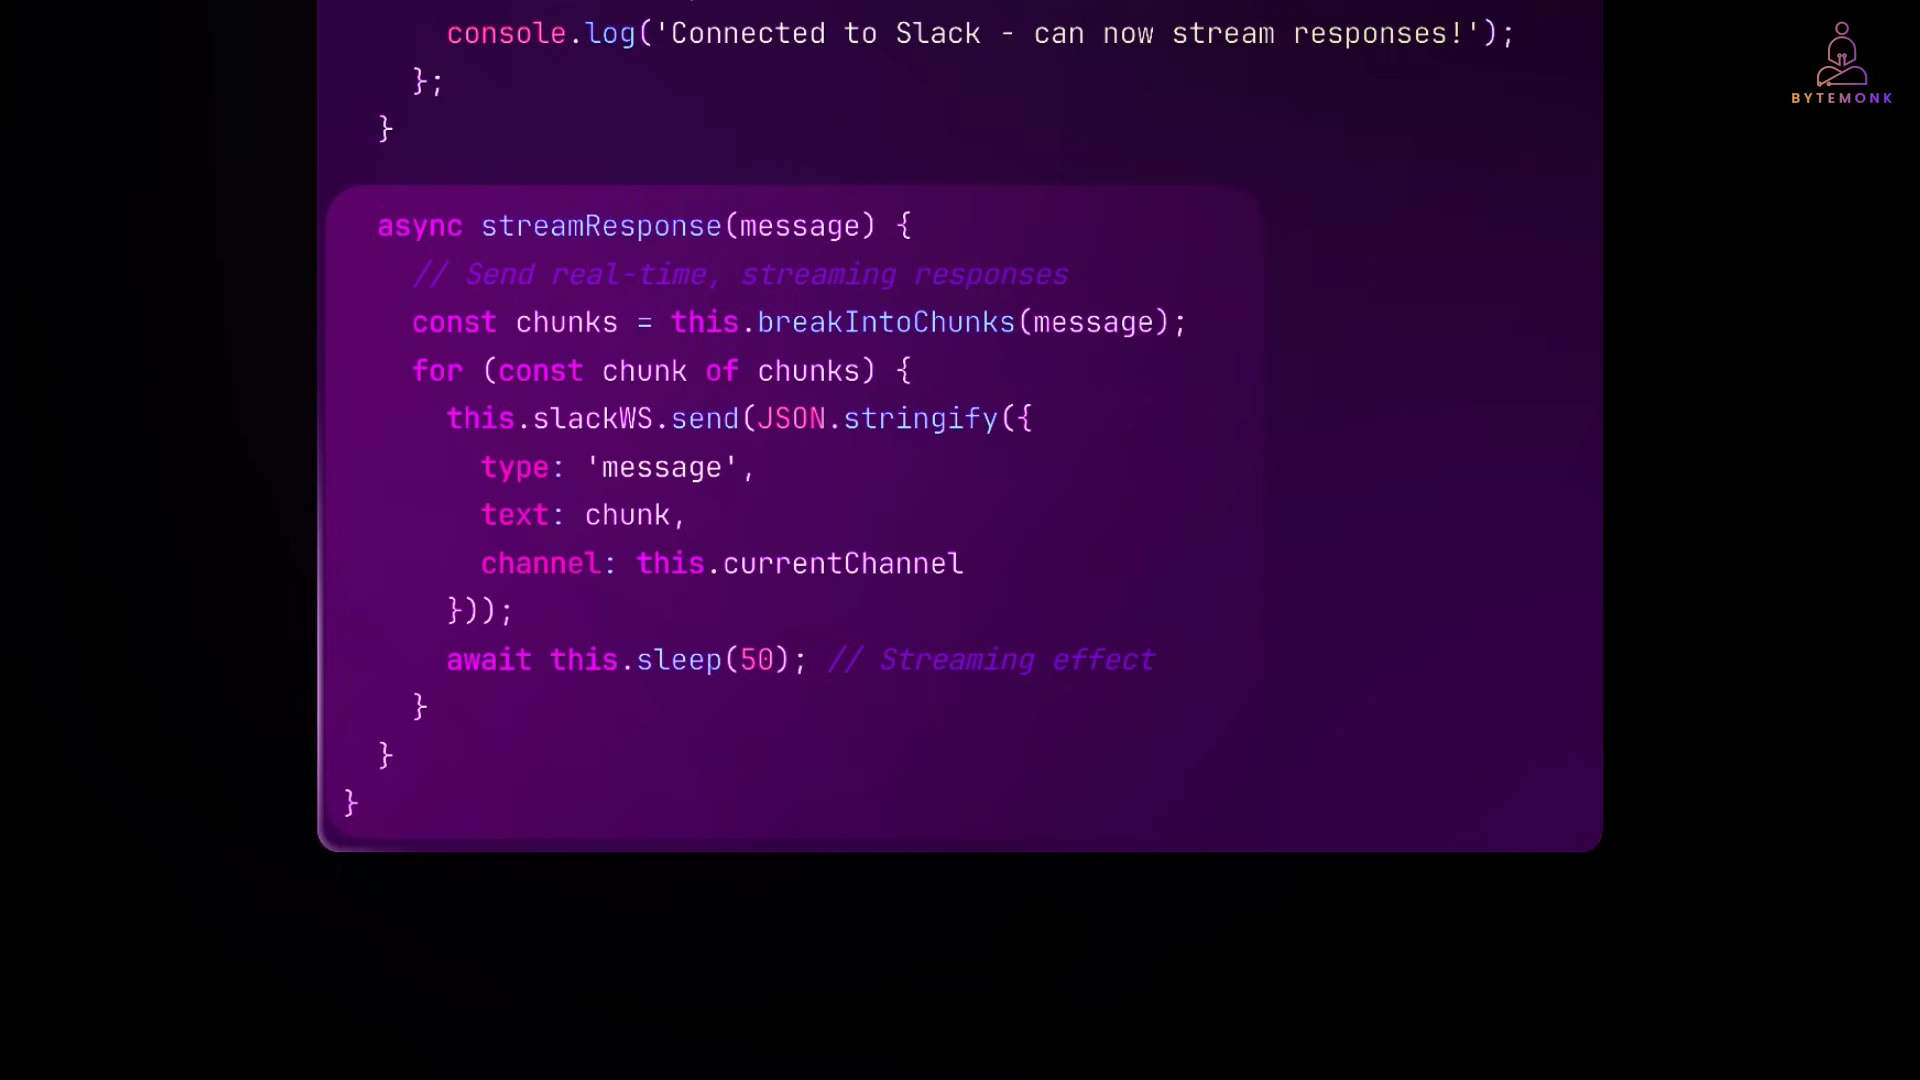 console.log('Connected to Slack - can now stream responses!');
};
}
async streamResponse(message) {
// Send real-time, streaming responses
const chunks = this.breakIntoChunks(message);
for (const chunk of chunks) {
this.slackWS.send(JSON.stringify({
type: 'message',
text: chunk,
channel: this.currentChannel
}));
await this.sleep(50); // Streaming effect
}
}
}
BYTEMONK